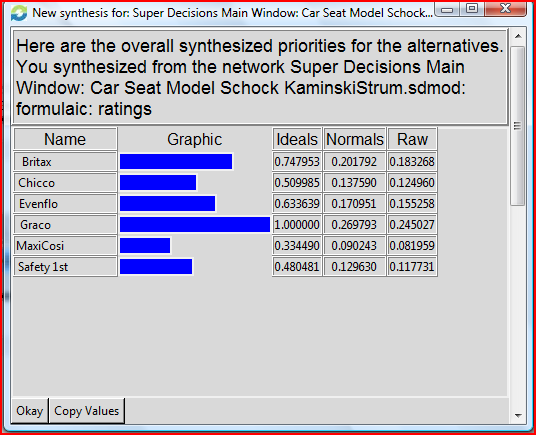 New synthesis for: Super Decisions Main Window: Car Seat Model Schock...
Here are the overall synthesized priorities for the alternatives.
You synthesized from the network Super Decisions Main
Window: Car Seat Model Schock KaminskiStrum.sdmod:
formulaic: ratings
Name Graphic Ideals Normals Raw
Britax 0.747953 0.201792 0.183268
Chicco 0.509985 0.137590 0.124960
Evenflo 0.633639 0.170951 0.155258
Graco 1.000000 0.269793 0.245027
MaxiCosi 0.334490 0.090243 0.081959
Safety 1st 0.480481 0.129630 0.117731
Okay Copy Values